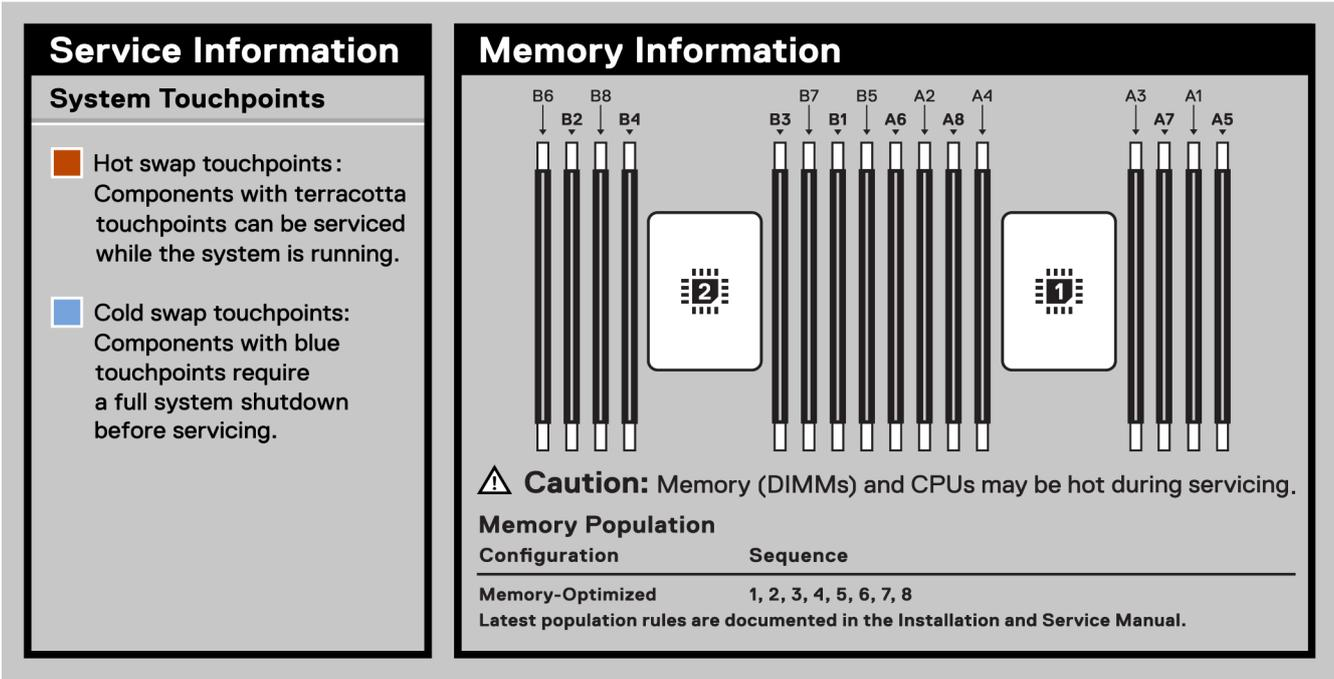 Service Information
System Touchpoints
Hot swap touchpoints:
Components with terracotta
touchpoints can be serviced
while the system is running.
Cold swap touchpoints:
Components with blue
touchpoints require
a full system shutdown
before servicing.
Memory Information
B6 B8 B7 B5 A2 A4 A3 A1
B2 B4 B3 B1 A6 A8 A7 A5
2 1
Caution: Memory (DIMMs) and CPUs may be hot during servicing.
Memory Population
Configuration Sequence
Memory-Optimized 1, 2, 3, 4, 5, 6, 7, 8
Latest population rules are documented in the Installation and Service Manual.